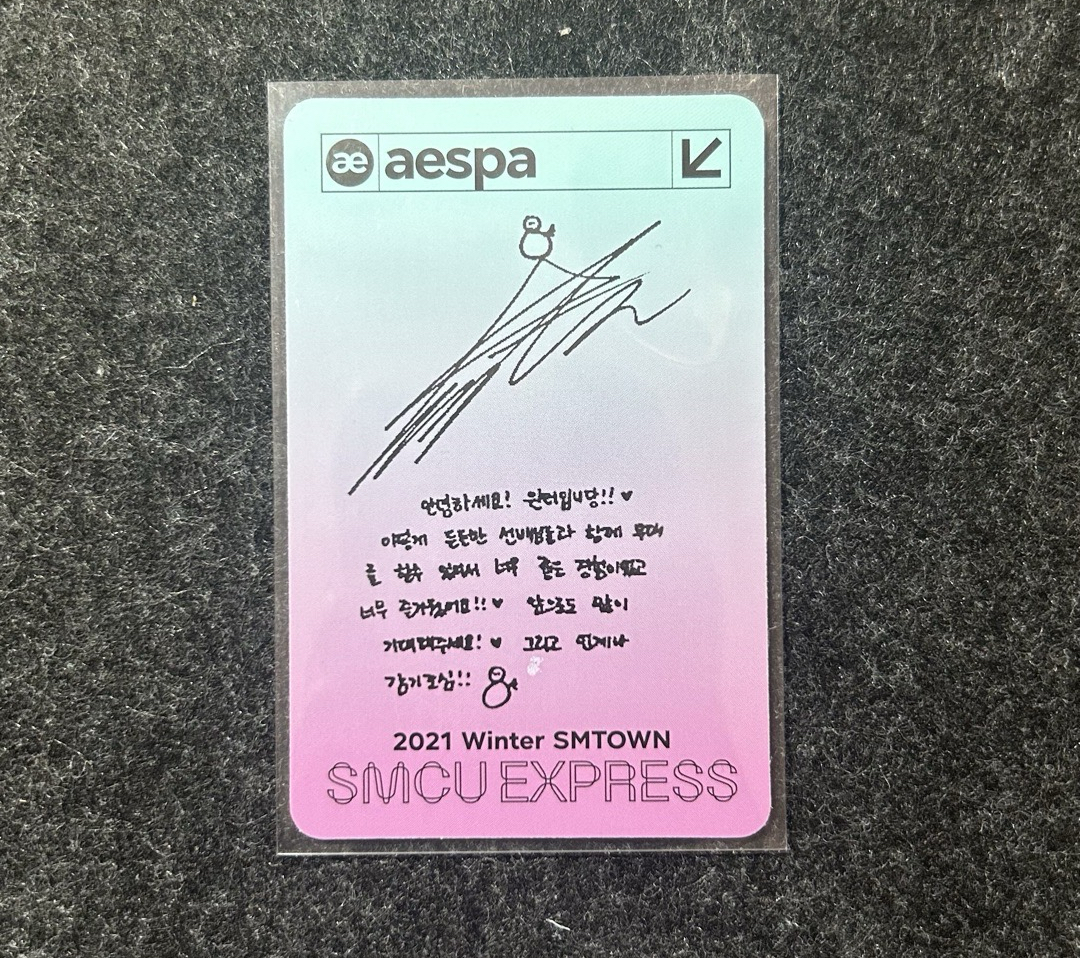 æ aespa
안덤하세요! 윈터입니당!! ♥
이렇게 든든한 선배님들과 함께 무대
를 할수 있어서 너무 좋은 경험이었고
너무 즐거웠어요!! ♥ 앞으로도 많이
기대해주세요! ♥ 그리고 언제나
감기조심!!
2021 Winter SMTOWN
SMCU EXPRESS